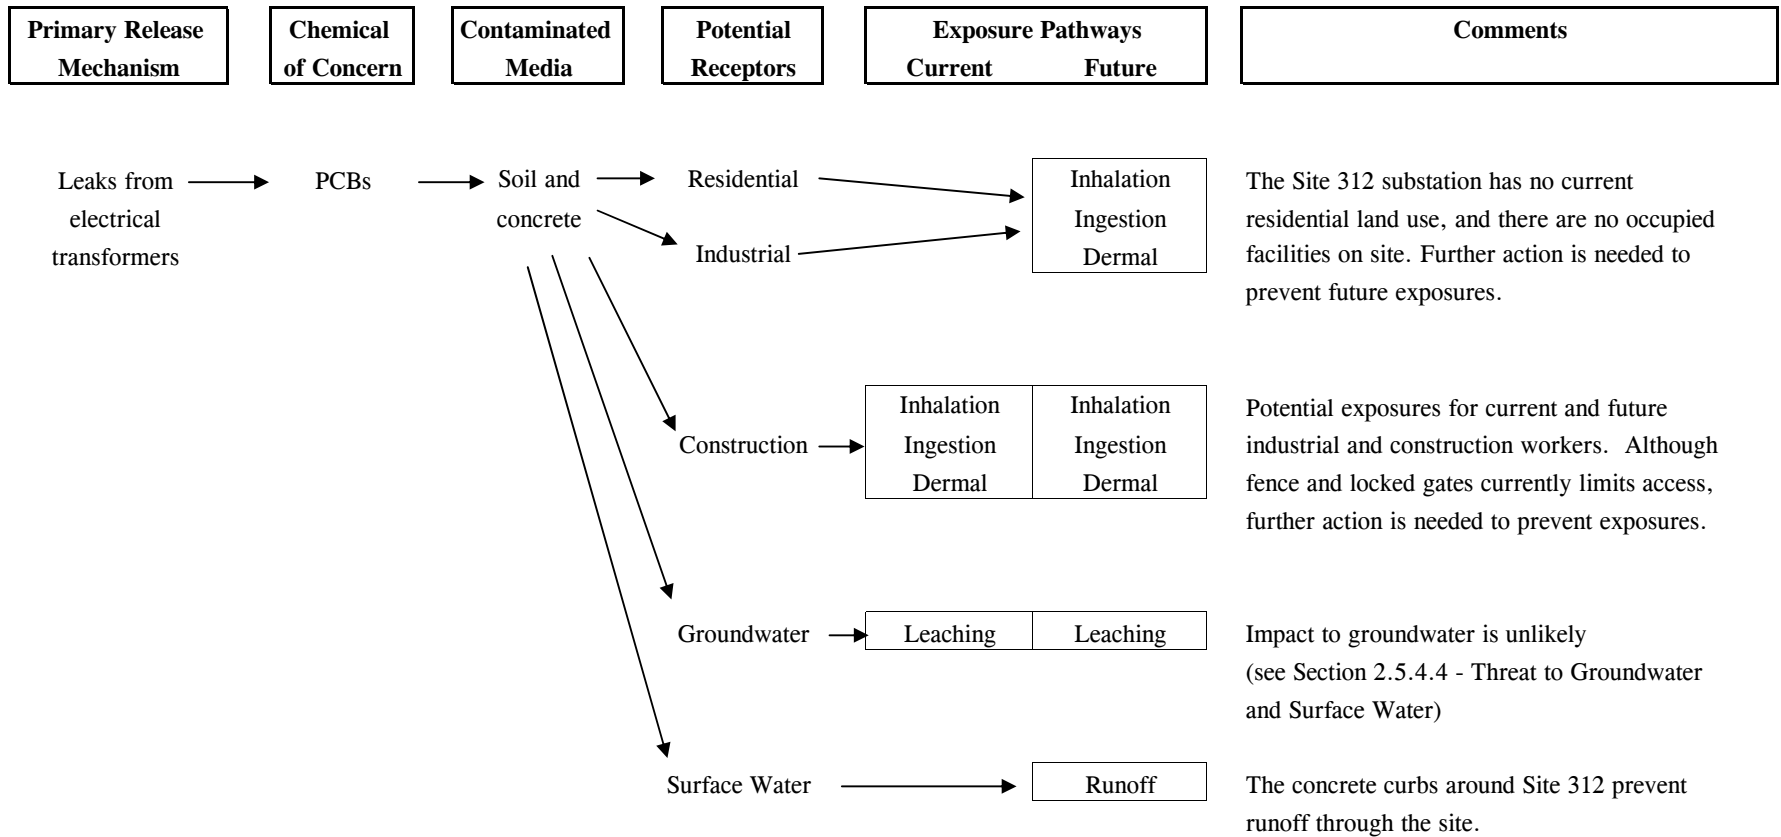 Primary Release
Mechanism
Chemical
of Concern
Contaminated
Media
Potential
Receptors
Exposure Pathways
Current Future
Comments
Leaks from
electrical
transformers
PCBs
Soil and
concrete
Residential
Industrial
Inhalation
Ingestion
Dermal
The Site 312 substation has no current
residential land use, and there are no occupied
facilities on site. Further action is needed to
prevent future exposures.
Construction
Inhalation
Ingestion
Dermal
Inhalation
Ingestion
Dermal
Potential exposures for current and future
industrial and construction workers. Although
fence and locked gates currently limits access,
further action is needed to prevent exposures.
Groundwater
Leaching
Leaching
Impact to groundwater is unlikely
(see Section 2.5.4.4 - Threat to Groundwater
and Surface Water)
Surface Water
Runoff
The concrete curbs around Site 312 prevent
runoff through the site.